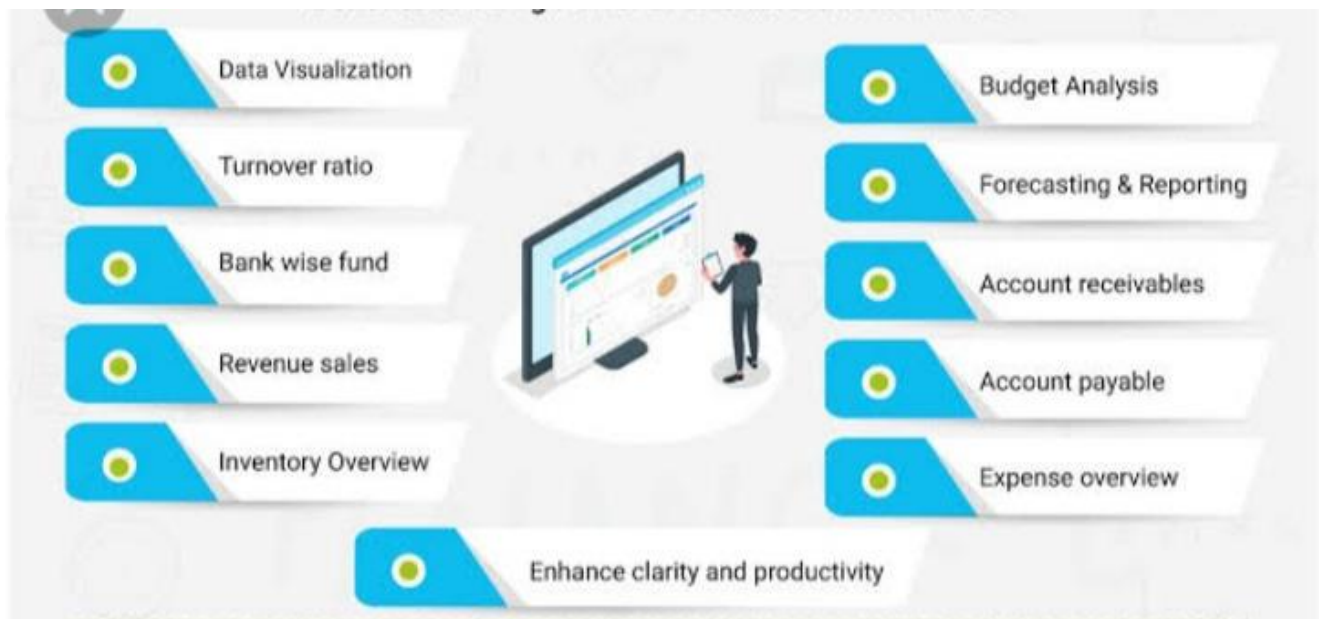 Data Visualization
Turnover ratio
Bank wise fund
Revenue sales
Inventory Overview
Budget Analysis
Forecasting & Reporting
Account receivables
Account payable
Expense overview
Enhance clarity and productivity